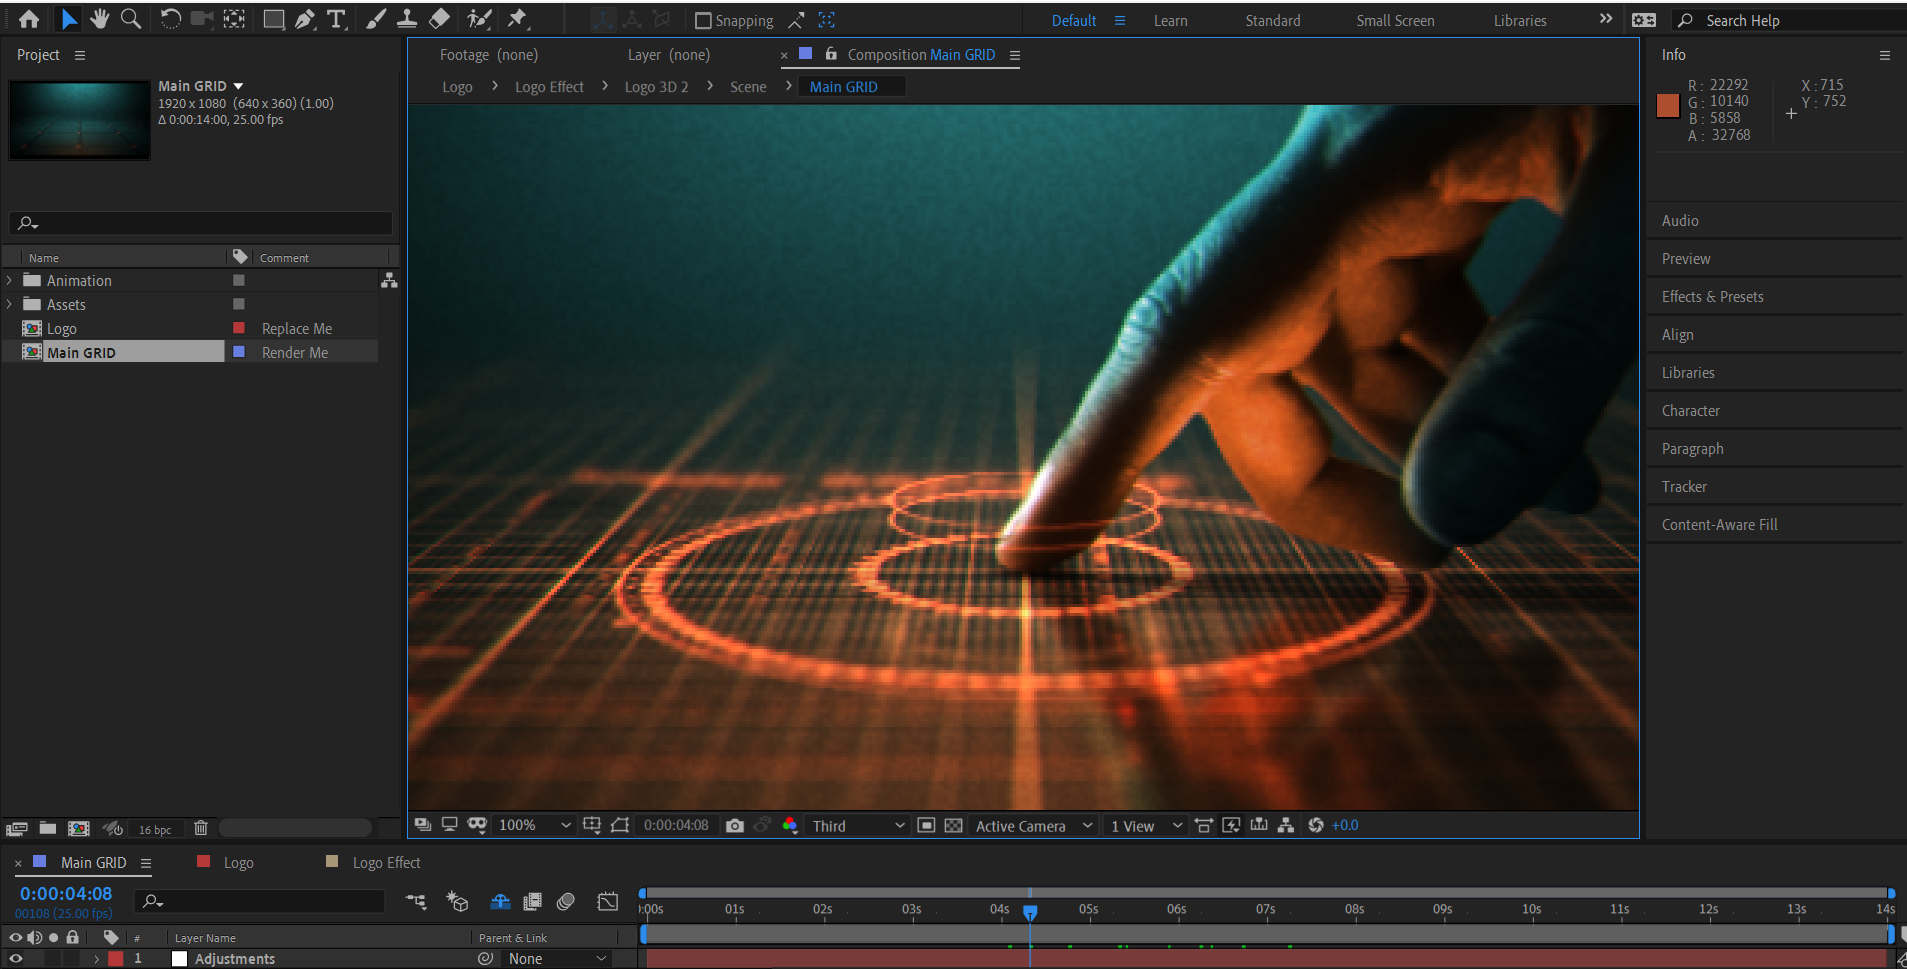 Snapping
Default
Learn
Standard
Small Screen
Libraries
Search Help
Project
Main GRID
1920 x 1080 (640 x 360) (1.00)
Δ 0:00:14:00, 25.00 fps
Name
Comment
Animation
Assets
Logo
Replace Me
Main GRID
Render Me
16 bpc
Footage (none)
Layer (none)
× Composition Main GRID
Logo > Logo Effect > Logo 3D 2 > Scene > Main GRID
100%
0:00:04:08
Third
Active Camera
1 View
+0.0
Info
R : 22292
G : 10140
B : 5858
A : 32768
X : 715
Y : 752
Audio
Preview
Effects & Presets
Align
Libraries
Character
Paragraph
Tracker
Content-Aware Fill
× Main GRID
Logo
Logo Effect
0:00:04:08
00108 (25.00 fps)
:00s 01s 02s 03s 04s 05s 06s 07s 08s 09s 10s 11s 12s 13s 14s
# Layer Name Parent & Link
1 Adjustments None